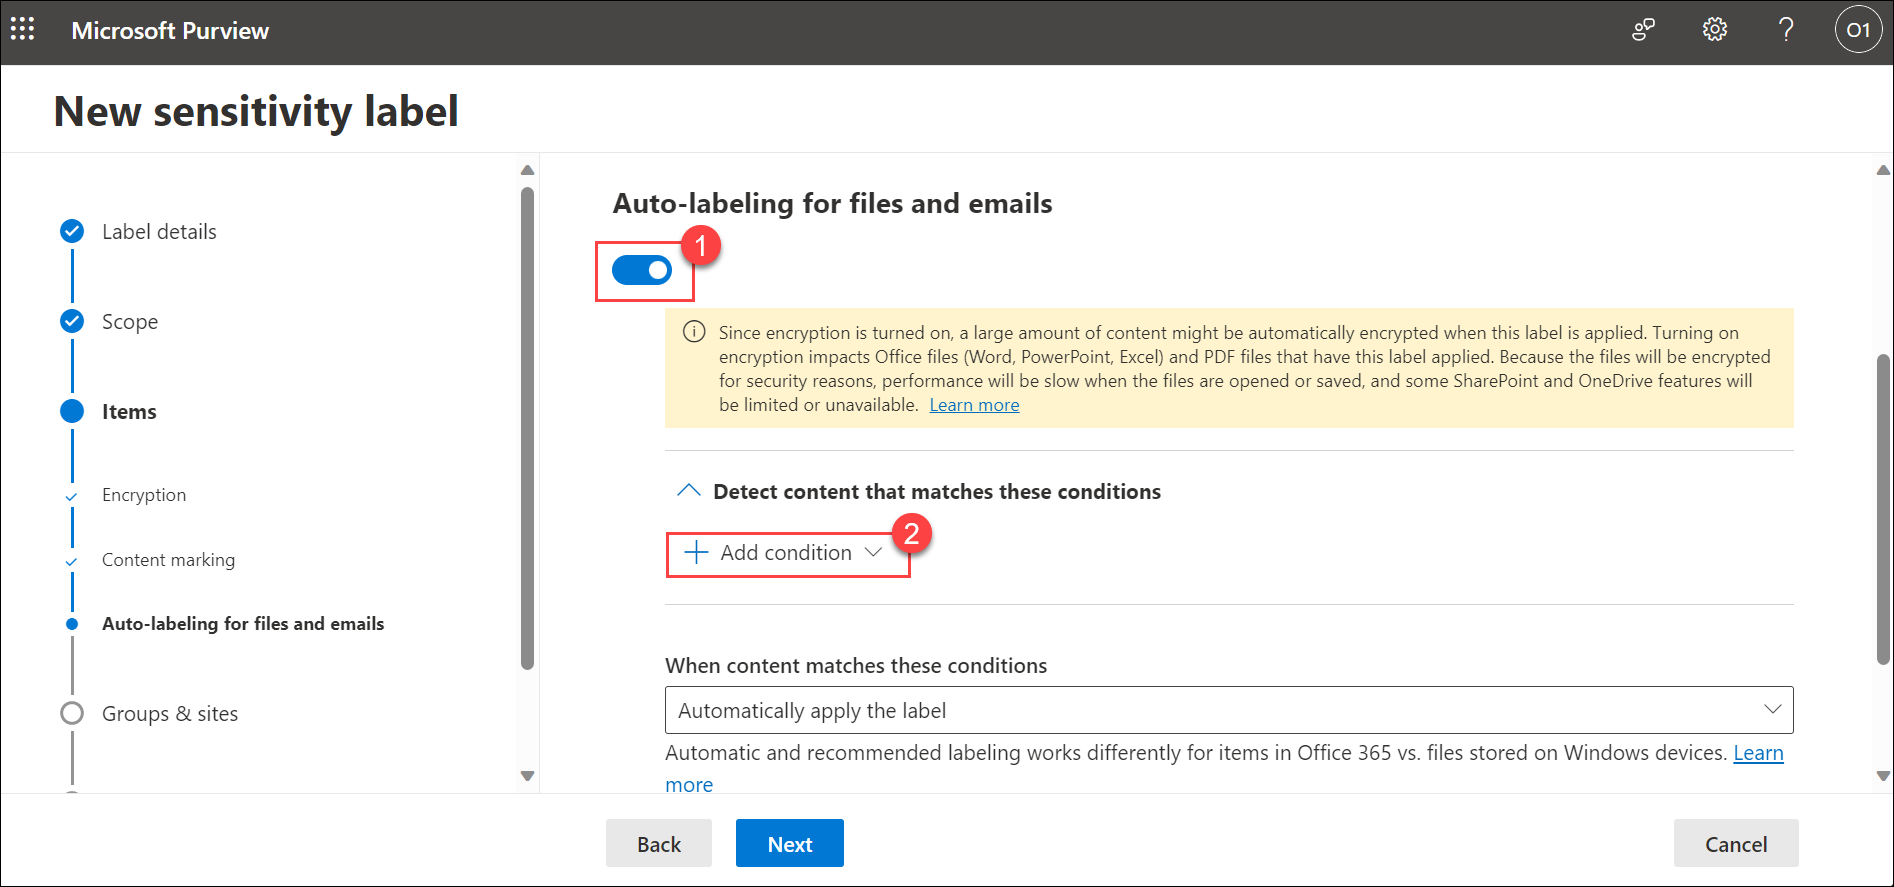 Microsoft Purview
?
O1
New sensitivity label
Label details
Scope
Items
Encryption
Content marking
Auto-labeling for files and emails
Groups & sites
Auto-labeling for files and emails
1
Since encryption is turned on, a large amount of content might be automatically encrypted when this label is applied. Turning on
encryption impacts Office files (Word, PowerPoint, Excel) and PDF files that have this label applied. Because the files will be encrypted
for security reasons, performance will be slow when the files are opened or saved, and some SharePoint and OneDrive features will
be limited or unavailable. Learn more
Detect content that matches these conditions
Add condition
2
When content matches these conditions
Automatically apply the label
Automatic and recommended labeling works differently for items in Office 365 vs. files stored on Windows devices. Learn
more
Back
Next
Cancel